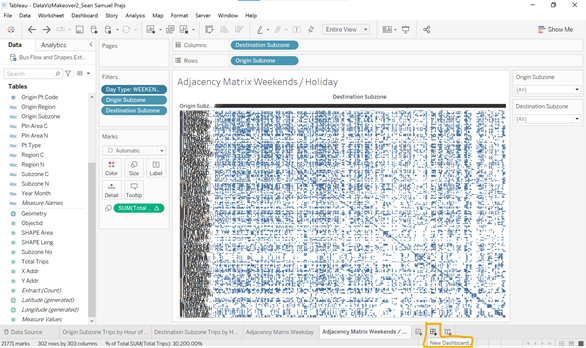 Tableau - DataVizMakeover2_Sean Samuel Prajs
File Data Worksheet Dashboard Story Analysis Map Format Server Window Help
Entire View
Show Me
Data Analytics
Bus Flow and Shapes Ext...
Search
Origin Pt Code
Origin Region
Origin Subzone
Pln Area C
Pln Area N
Pt Type
Region C
Region N
Subzone C
Subzone N
Year Month
Measure Names
Geometry
Objectid
SHAPE Area
SHAPE Leng
Subzone No
Total Trips
X Addr
Y Addr
Extract (Count)
Latitude (generated)
Longitude (generated)
Measure Values
Pages
Filters
Day Type: WEEKEN...
Origin Subzone
Destination Subzone
Marks
Automatic
Color Size Label
Detail Tooltip
SUM(Total...
Columns Destination Subzone
Rows Origin Subzone
Adjacency Matrix Weekends / Holiday
Destination Subzone
Origin Subz..
Origin Subzone
(All)
Destination Subzone
(All)
Data Source Origin Subzone Trips by Hour of ... Destination Subzone Trips by H... Adjacency Matrix Weekday Adjacency Matrix Weekends / ...
New Dashboard
21771 marks 302 rows by 303 columns % of Total SUM(Total Trips): 30,200.00%